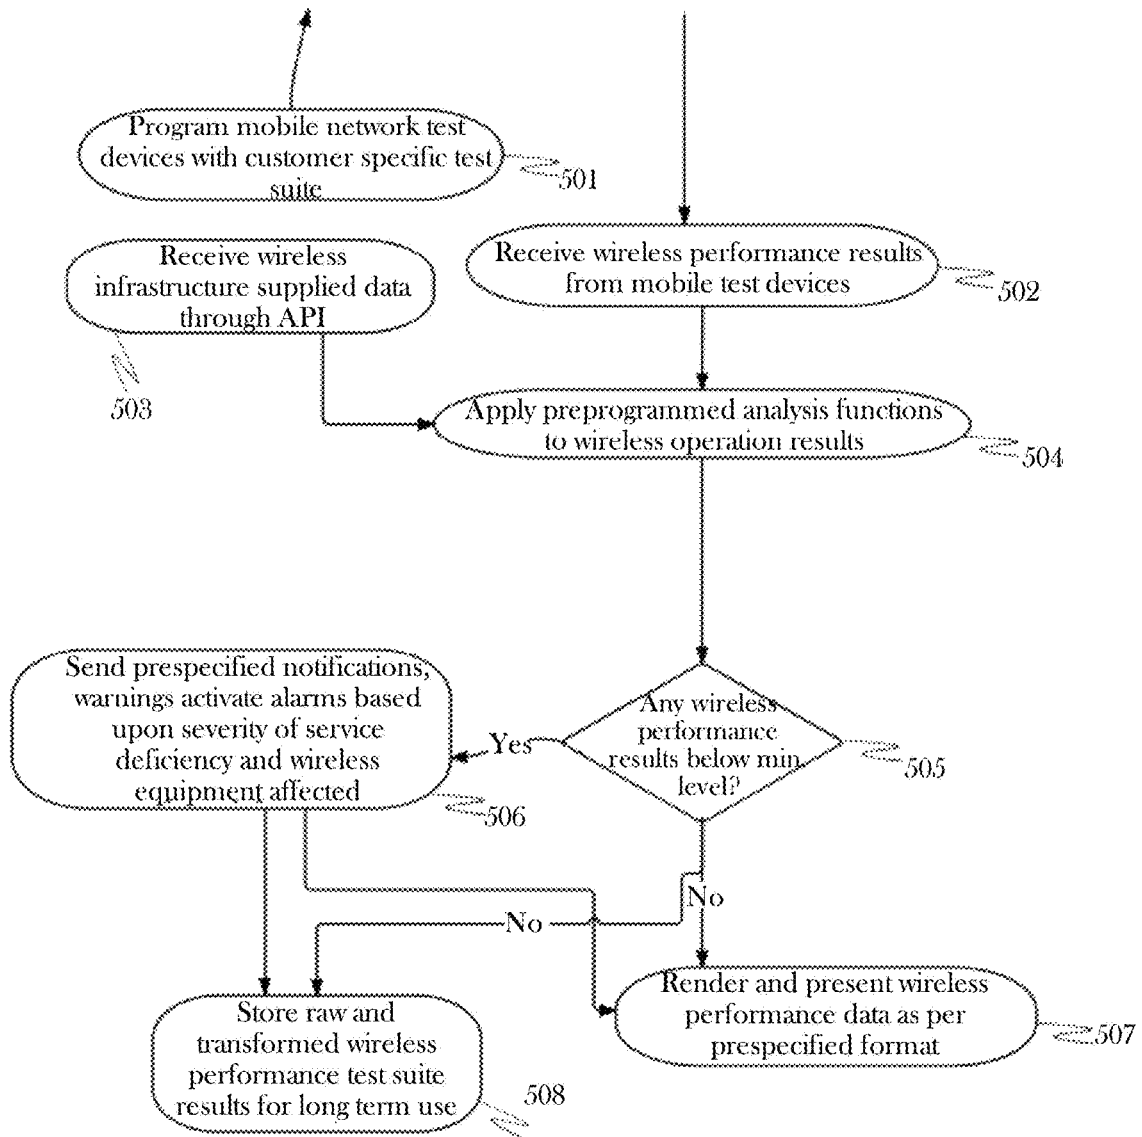 Program mobile network test
devices with customer specific test
suite
501
Receive wireless performance results
from mobile test devices
502
Receive wireless
infrastructure supplied data
through API
503
Apply preprogrammed analysis functions
to wireless operation results
504
Any wireless
performance
results below min
level?
505
Yes
Send prespecified notifications,
warnings activate alarms based
upon severity of service
deficiency and wireless
equipment affected
506
No
No
Render and present wireless
performance data as per
prespecified format
507
Store raw and
transformed wireless
performance test suite
results for long term use
508